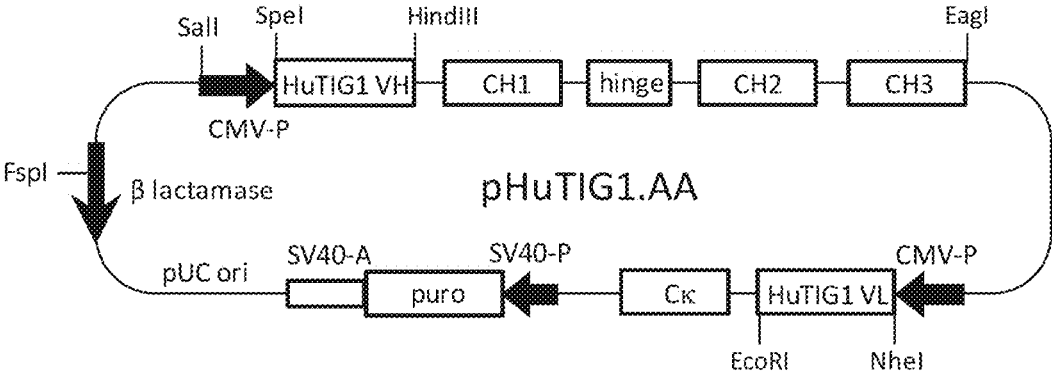 SalI
SpeI
HindIII
EagI
HuTIG1 VH
CH1
hinge
CH2
CH3
CMV-P
FspI
β lactamase
pHuTIG1.AA
pUC ori
SV40-A
puro
SV40-P
Cκ
HuTIG1 VL
CMV-P
EcoRI
NheI